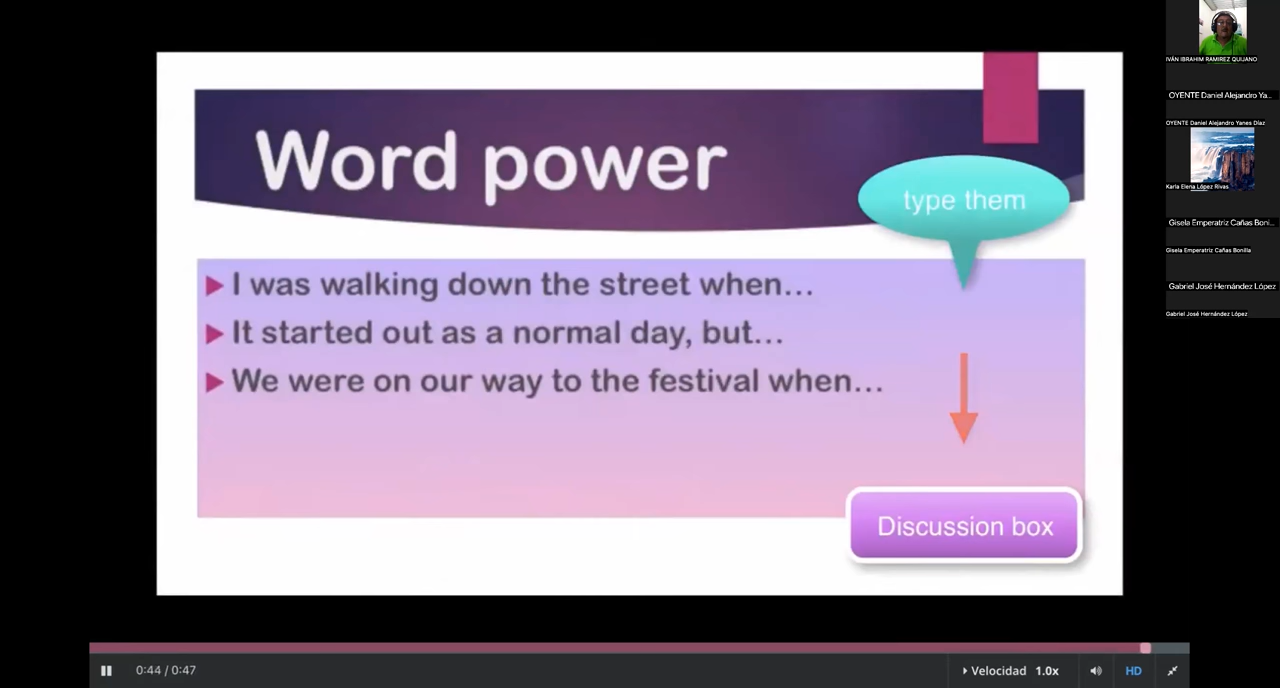 Word power
type them
I was walking down the street when...
It started out as a normal day, but...
We were on our way to the festival when...
Discussion box
0:44 / 0:47
Velocidad 1.0x
HD
IVÁN IBRAHIM RAMIREZ QUIJANO
OYENTE Daniel Alejandro Ya...
OYENTE Daniel Alejandro Yanes Díaz
Karla Elena López Rivas
Gisela Emperatriz Cañas Boni...
Gisela Emperatriz Cañas Bonilla
Gabriel José Hernández López
Gabriel José Hernández López